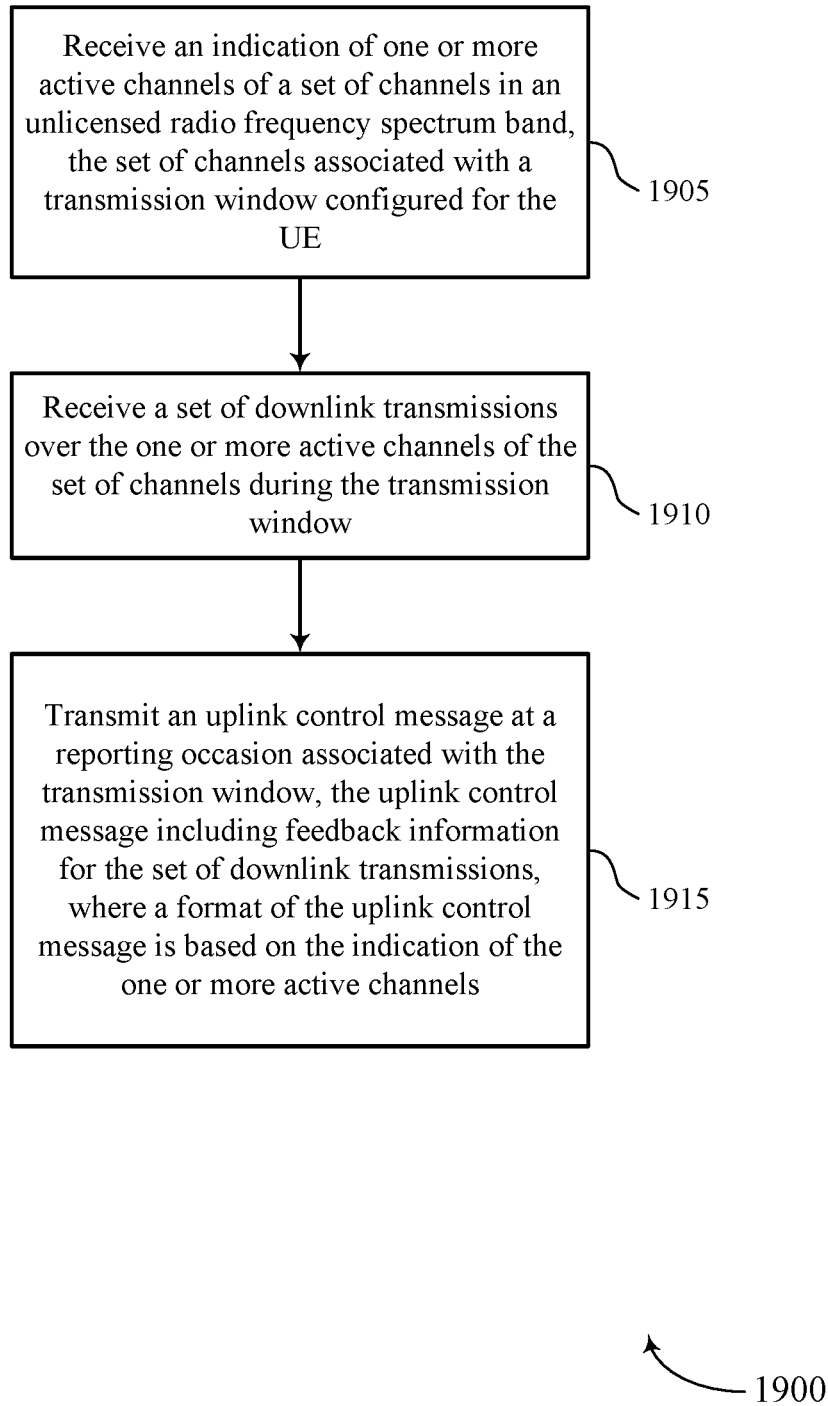 Receive an indication of one or more
active channels of a set of channels in an
unlicensed radio frequency spectrum band,
the set of channels associated with a
transmission window configured for the
UE
1905
Receive a set of downlink transmissions
over the one or more active channels of the
set of channels during the transmission
window
1910
Transmit an uplink control message at a
reporting occasion associated with the
transmission window, the uplink control
message including feedback information
for the set of downlink transmissions,
where a format of the uplink control
message is based on the indication of the
one or more active channels
1915
1900